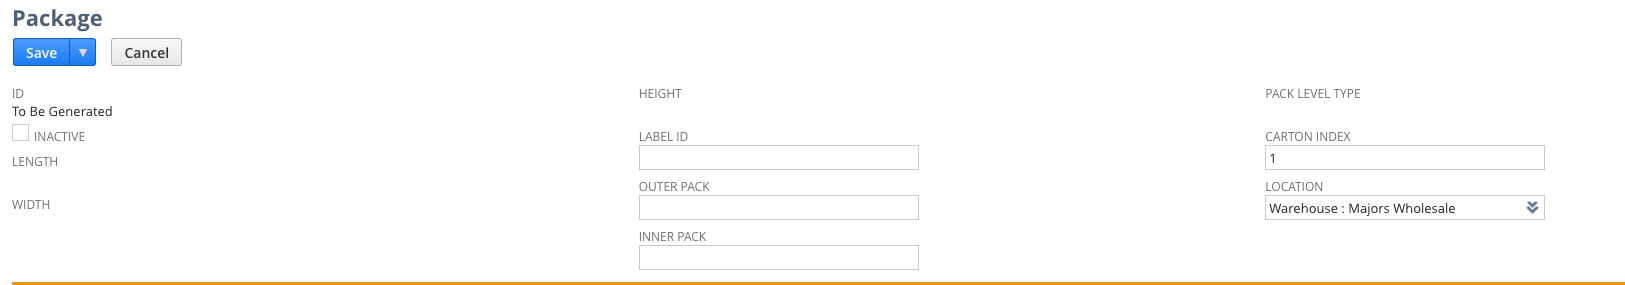 Package
Save
Cancel
ID
To Be Generated
INACTIVE
LENGTH
WIDTH
HEIGHT
LABEL ID
OUTER PACK
INNER PACK
PACK LEVEL TYPE
CARTON INDEX
1
LOCATION
Warehouse : Majors Wholesale